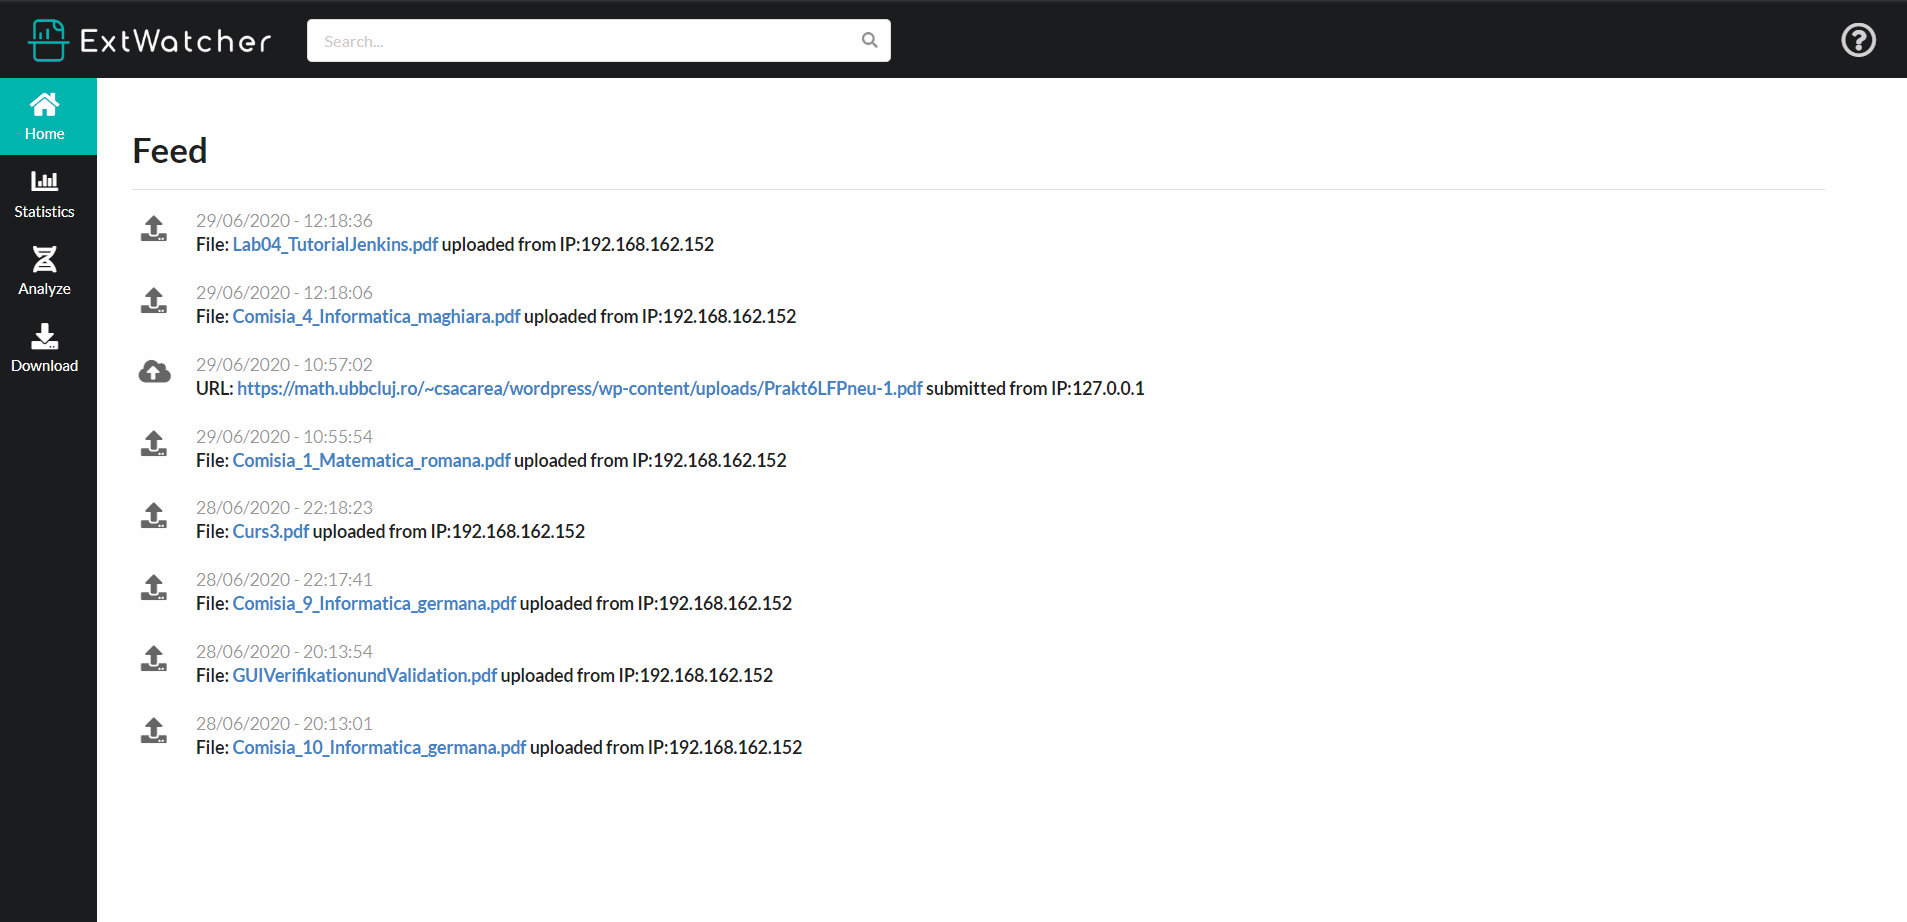 ExtWatcher
Search...
Home
Statistics
Analyze
Download
Feed
29/06/2020 - 12:18:36
File: Lab04_TutorialJenkins.pdf uploaded from IP:192.168.162.152
29/06/2020 - 12:18:06
File: Comisia_4_Informatica_maghiara.pdf uploaded from IP:192.168.162.152
29/06/2020 - 10:57:02
URL: https://math.ubbcluj.ro/~csacarea/wordpress/wp-content/uploads/Prakt6LFPneu-1.pdf submitted from IP:127.0.0.1
29/06/2020 - 10:55:54
File: Comisia_1_Matematica_romana.pdf uploaded from IP:192.168.162.152
28/06/2020 - 22:18:23
File: Curs3.pdf uploaded from IP:192.168.162.152
28/06/2020 - 22:17:41
File: Comisia_9_Informatica_germana.pdf uploaded from IP:192.168.162.152
28/06/2020 - 20:13:54
File: GUIVerifikationundValidation.pdf uploaded from IP:192.168.162.152
28/06/2020 - 20:13:01
File: Comisia_10_Informatica_germana.pdf uploaded from IP:192.168.162.152